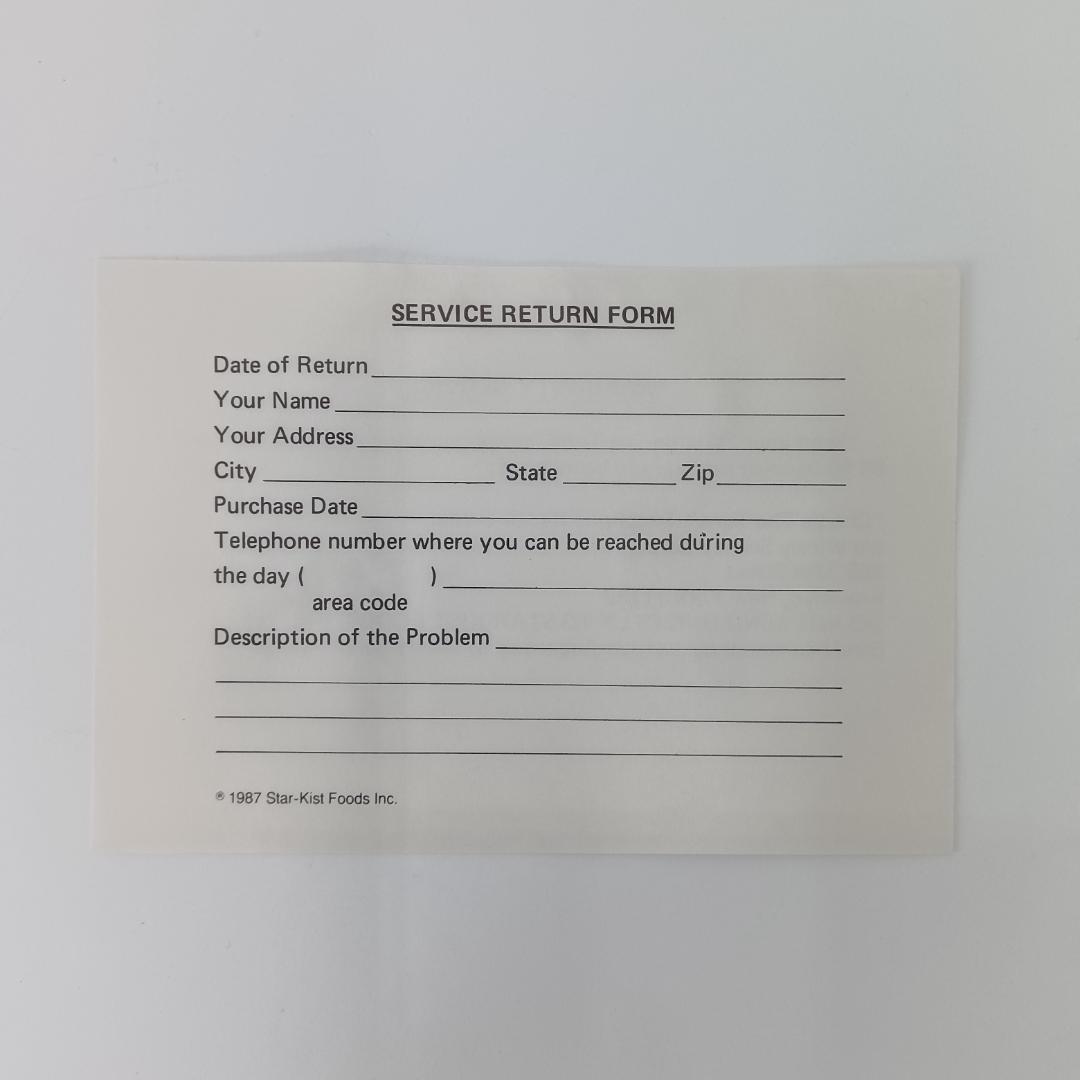 SERVICE RETURN FORM
Date of Return
Your Name
Your Address
City State Zip
Purchase Date
Telephone number where you can be reached during
the day ( )
area code
Description of the Problem
® 1987 Star-Kist Foods Inc.